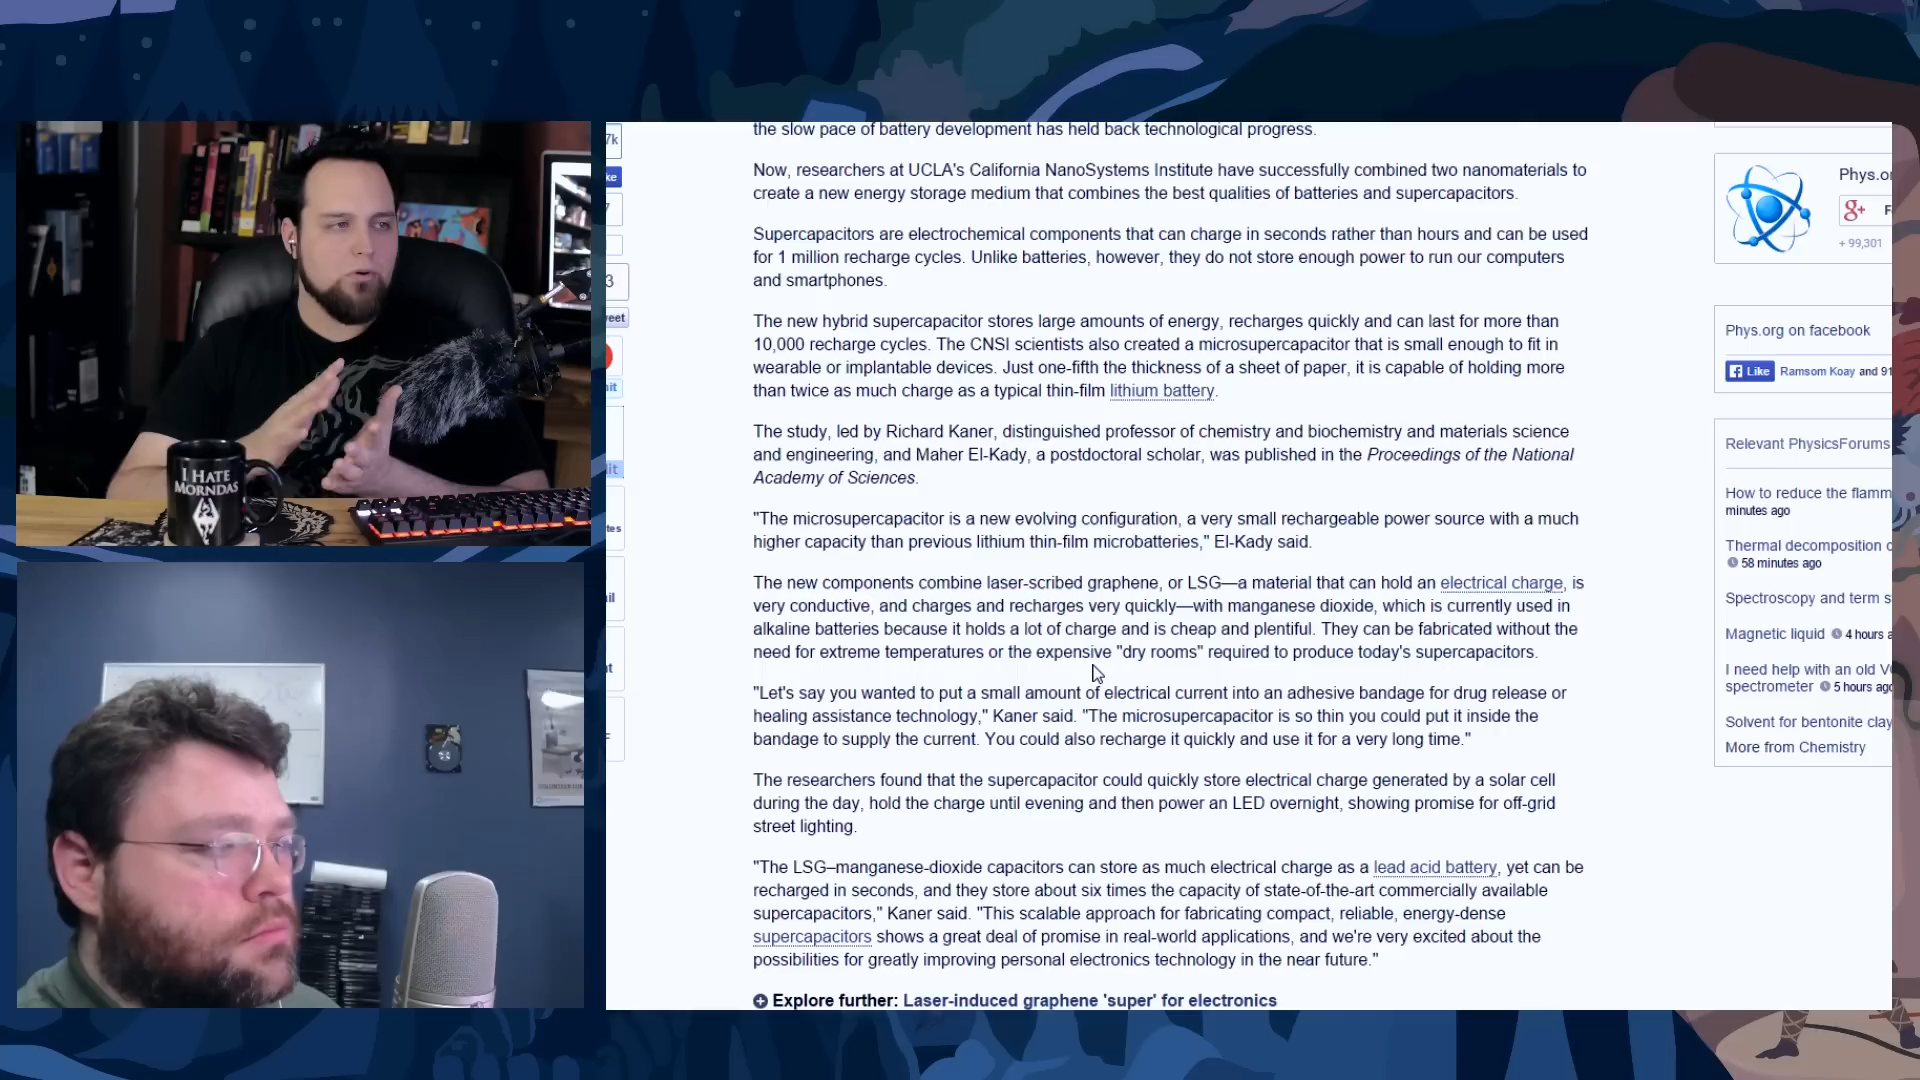 the slow pace of battery development has held back technological progress.
Now, researchers at UCLA's California NanoSystems Institute have successfully combined two nanomaterials to
create a new energy storage medium that combines the best qualities of batteries and supercapacitors.
Supercapacitors are electrochemical components that can charge in seconds rather than hours and can be used
for 1 million recharge cycles. Unlike batteries, however, they do not store enough power to run our computers
and smartphones.
The new hybrid supercapacitor stores large amounts of energy, recharges quickly and can last for more than
10,000 recharge cycles. The CNSI scientists also created a microsupercapacitor that is small enough to fit in
wearable or implantable devices. Just one-fifth the thickness of a sheet of paper, it is capable of holding more
than twice as much charge as a typical thin-film lithium battery.
The study, led by Richard Kaner, distinguished professor of chemistry and biochemistry and materials science
and engineering, and Maher El-Kady, a postdoctoral scholar, was published in the Proceedings of the National
Academy of Sciences.
"The microsupercapacitor is a new evolving configuration, a very small rechargeable power source with a much
higher capacity than previous lithium thin-film microbatteries," El-Kady said.
The new components combine laser-scribed graphene, or LSG—a material that can hold an electrical charge, is
very conductive, and charges and recharges very quickly—with manganese dioxide, which is currently used in
alkaline batteries because it holds a lot of charge and is cheap and plentiful. They can be fabricated without the
need for extreme temperatures or the expensive "dry rooms" required to produce today's supercapacitors.
"Let's say you wanted to put a small amount of electrical current into an adhesive bandage for drug release or
healing assistance technology," Kaner said. "The microsupercapacitor is so thin you could put it inside the
bandage to supply the current. You could also recharge it quickly and use it for a very long time."
The researchers found that the supercapacitor could quickly store electrical charge generated by a solar cell
during the day, hold the charge until evening and then power an LED overnight, showing promise for off-grid
street lighting.
"The LSG–manganese-dioxide capacitors can store as much electrical charge as a lead acid battery, yet can be
recharged in seconds, and they store about six times the capacity of state-of-the-art commercially available
supercapacitors," Kaner said. "This scalable approach for fabricating compact, reliable, energy-dense
supercapacitors shows a great deal of promise in real-world applications, and we're very excited about the
possibilities for greatly improving personal electronics technology in the near future."
Explore further: Laser-induced graphene 'super' for electronics
Phys.or
g+ F
+ 99,301
Phys.org on facebook
Like Ramsom Koay and 91
Relevant PhysicsForums
How to reduce the flamm
minutes ago
Thermal decomposition o
58 minutes ago
Spectroscopy and term s
Magnetic liquid 4 hours a
I need help with an old V
spectrometer 5 hours ago
Solvent for bentonite clay
More from Chemistry
7k
ke
7
3
eet
it
it
tes
il
nt
F
I HATE
MORNDAS